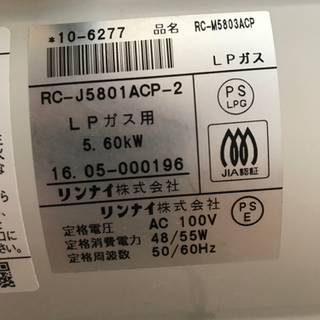 *10-6277
品名
RC-M5803ACP
LPガス
RC-J5801ACP-2
LPガス用
5.60kW
16.05-000196
リンナイ株式会社
リンナイ株式会社
定格電圧 AC 100V
定格消費電力 48/55W
定格周波数 50/60Hz
PS
LPG
JIA認証
PS
E